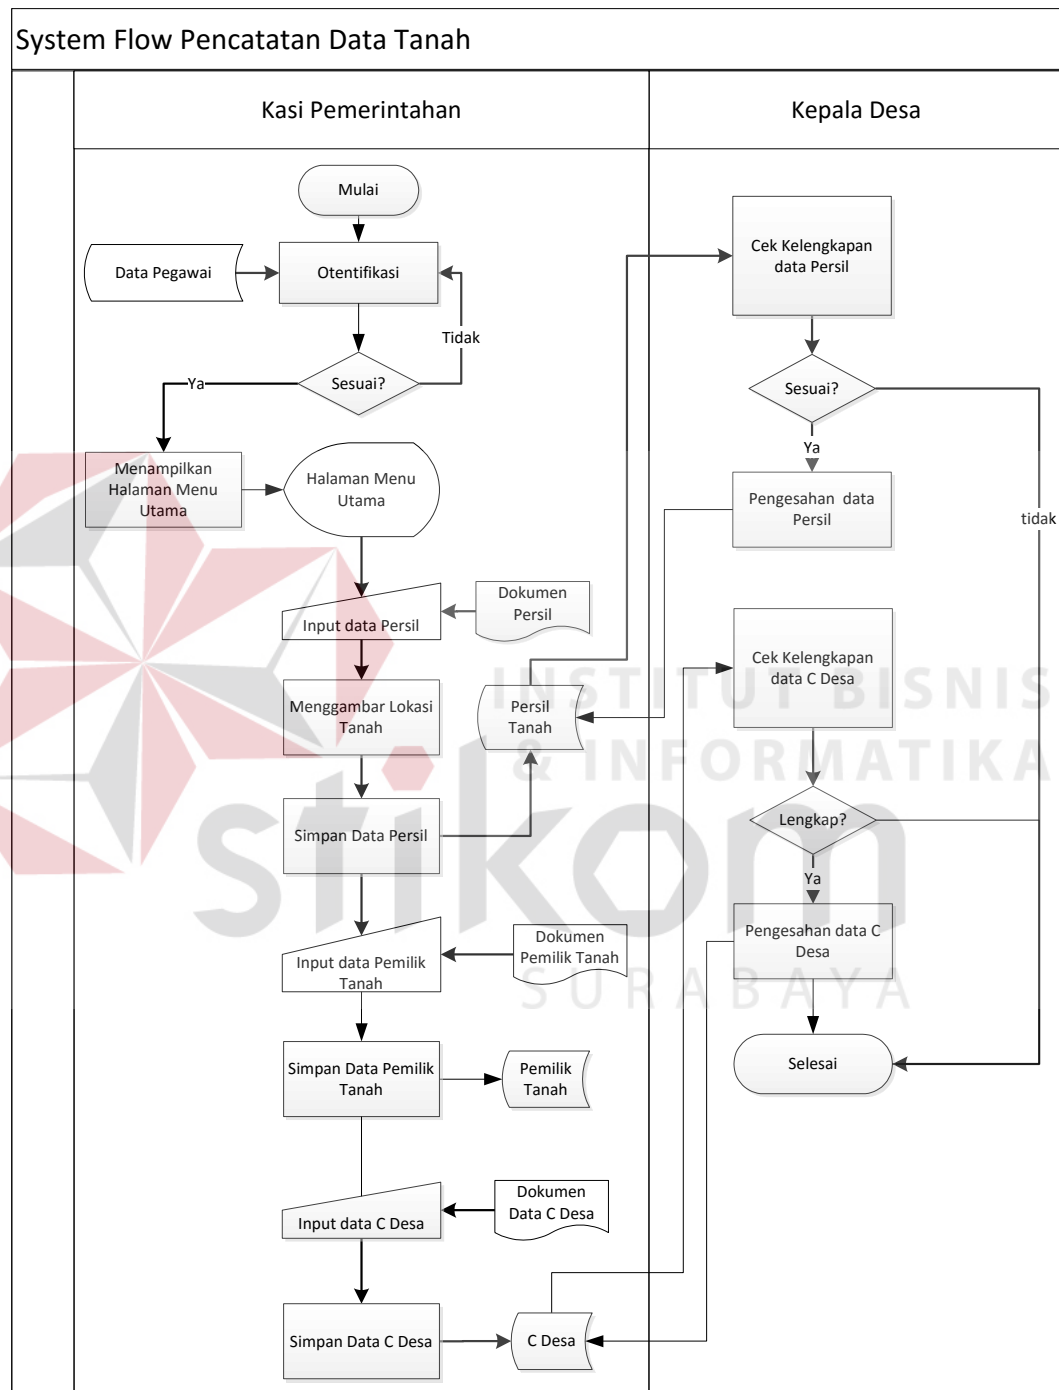 System Flow Pencatatan Data Tanah
Kasi Pemerintahan
Kepala Desa
Mulai
Data Pegawai
Otentifikasi
Tidak
Sesuai?
Ya
Menampilkan
Halaman Menu
Utama
Halaman Menu
Utama
Input data Persil
Dokumen
Persil
Menggambar Lokasi
Tanah
Persil
Tanah
Simpan Data Persil
Input data Pemilik
Tanah
Dokumen
Pemilik Tanah
Simpan Data Pemilik
Tanah
Pemilik
Tanah
Input data C Desa
Dokumen
Data C Desa
Simpan Data C Desa
C Desa
Cek Kelengkapan
data Persil
Sesuai?
Ya
tidak
Pengesahan data
Persil
Cek Kelengkapan
data C Desa
Lengkap?
Ya
Pengesahan data C
Desa
Selesai
INSTITUT BISNIS
& INFORMATIKA
stikom
SURABAYA